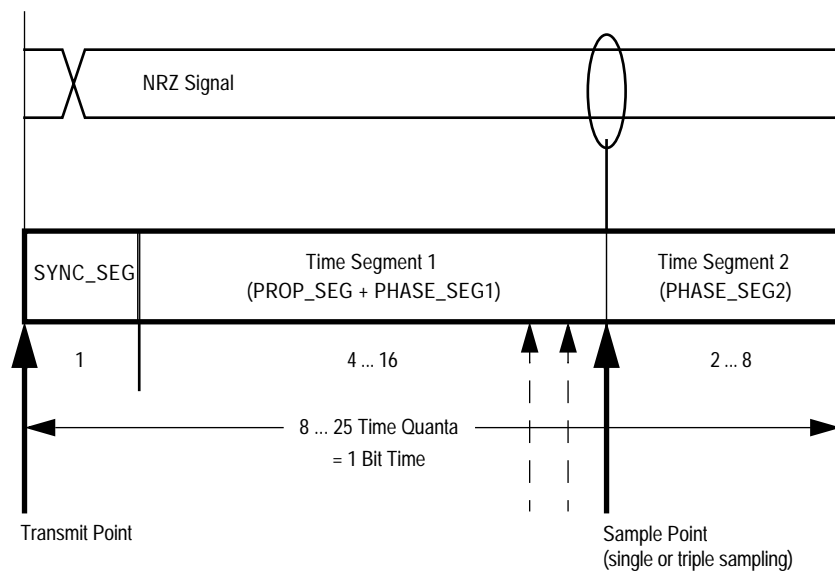 NRZ Signal
SYNC_SEG
Time Segment 1
(PROP_SEG + PHASE_SEG1)
Time Segment 2
(PHASE_SEG2)
1
4 ... 16
2 ... 8
8 ... 25 Time Quanta
= 1 Bit Time
Transmit Point
Sample Point
(single or triple sampling)